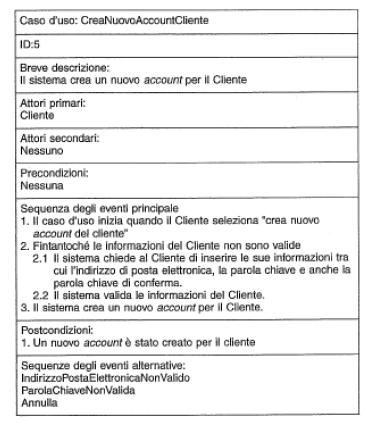 Caso d'uso: CreaNuovoAccountCliente
ID:5
Breve descrizione:
Il sistema crea un nuovo account per il Cliente
Attori primari:
Cliente
Attori secondari:
Nessuno
Precondizioni:
Nessuna
Sequenza degli eventi principale
1. Il caso d'uso inizia quando il Cliente seleziona "crea nuovo
account del cliente"
2. Fintantoché le informazioni del Cliente non sono valide
2.1 Il sistema chiede al Cliente di inserire le sue informazioni tra
cui l'indirizzo di posta elettronica, la parola chiave e anche la
parola chiave di conferma.
2.2 Il sistema valida le informazioni del Cliente.
3. Il sistema crea un nuovo account per il Cliente.
Postcondizioni:
1. Un nuovo account è stato creato per il cliente
Sequenze degli eventi alternative:
IndirizzoPostaElettronicaNonValido
ParolaChiaveNonValida
Annulla